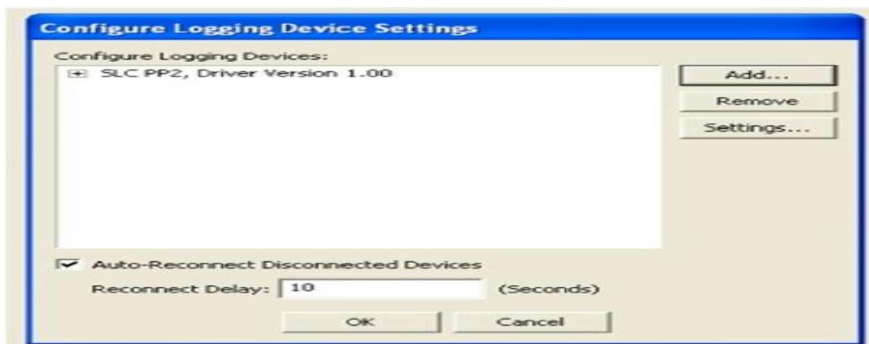 Configure Logging Device Settings
Configure Logging Devices:
SLC PP2, Driver Version 1.00
Add...
Remove
Settings...
Auto-Reconnect Disconnected Devices
Reconnect Delay: 10 (Seconds)
OK Cancel